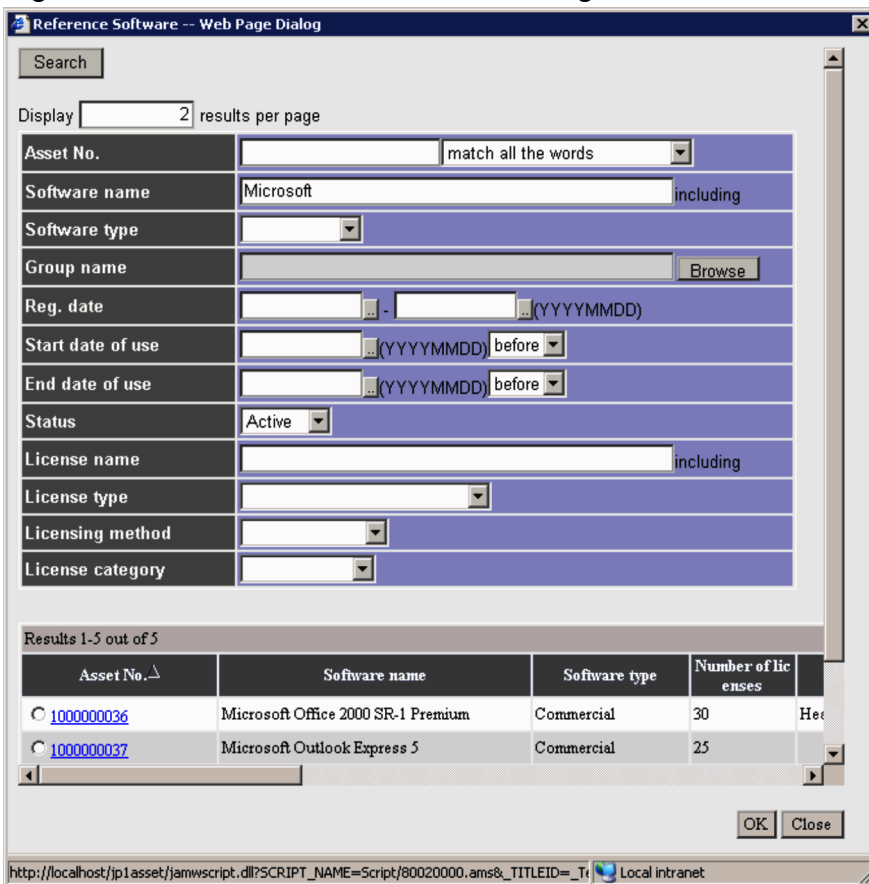 Reference Software -- Web Page Dialog
Search
Display 2 results per page
Asset No. match all the words
Software name Microsoft including
Software type
Group name Browse
Reg. date .. - .. (YYYYMMDD)
Start date of use .. (YYYYMMDD) before
End date of use .. (YYYYMMDD) before
Status Active
License name including
License type
Licensing method
License category
Results 1-5 out of 5
Asset No. Software name Software type Number of lic
enses
1000000036 Microsoft Office 2000 SR-1 Premium Commercial 30 Hea
1000000037 Microsoft Outlook Express 5 Commercial 25
OK Close
http://localhost/jp1asset/jamwscript.dll?SCRIPT_NAME=Script/80020000.ams&_TITLEID=_Te Local intranet